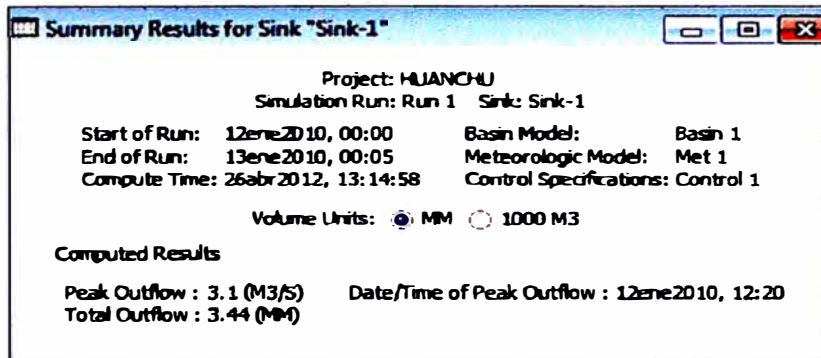 Summary Results for Sink "Sink-1"
Project: HUANCHU
Simulation Run: Run 1 Sink: Sink-1
Start of Run: 12ene2010, 00:00 Basin Model: Basin 1
End of Run: 13ene2010, 00:05 Meteorologic Model: Met 1
Compute Time: 26abr2012, 13:14:58 Control Specifications: Control 1
Volume Units: MM 1000 M3
Computed Results
Peak Outflow : 3.1 (M3/S) Date/Time of Peak Outflow : 12ene2010, 12:20
Total Outflow : 3.44 (MM)